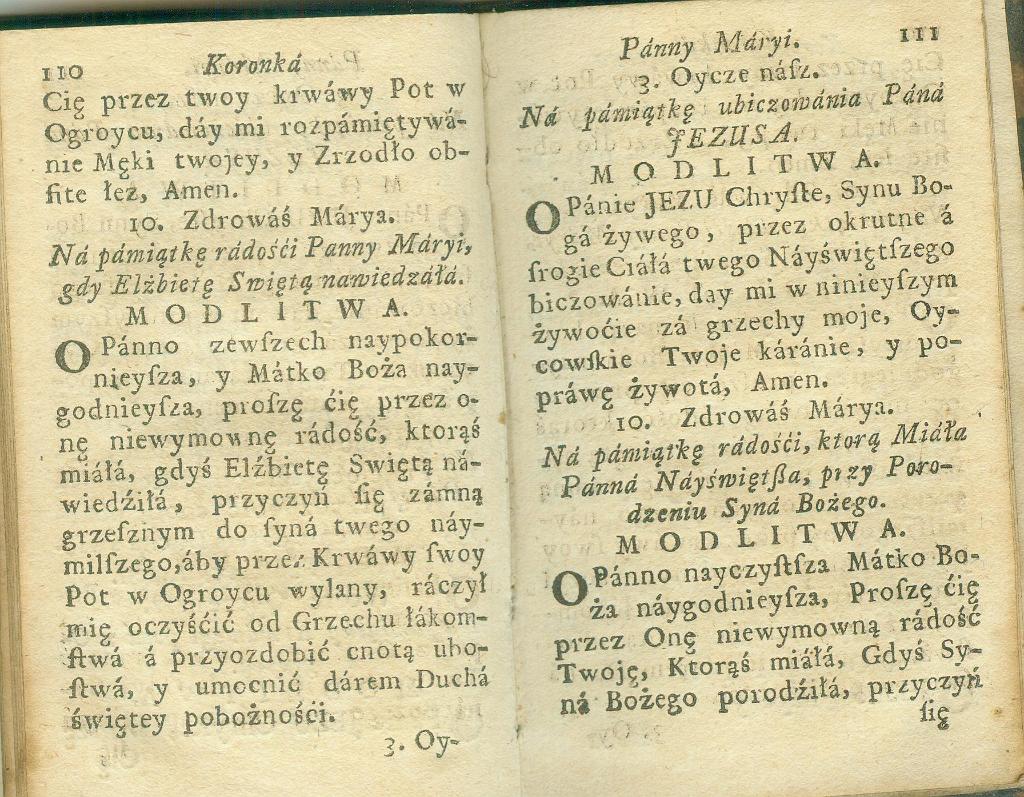 110 Koronká
Cię przez twoy krwáwy Pot w
Ogroycu, dáy mi rozpámiętywá-
nie Męki twojey, y Zrzodło ob-
fite łez, Amen.
10. Zdrowáś Márya.
Ná pámiątkę rádośći Panny Máryi,
gdy Elżbietę Swiętą nawiedzáłá.
MODLITWA.
O Pánno zewſzech naypokor-
nieyſza, y Mátko Boża nay-
godnieyſza, proſzę ćię przez o-
nę niewymownę rádość, ktorąś
miáłá, gdyś Elźbietę Swiętą ná-
wiedźiłá, przyczyń ſię zámną
grzeſznym do ſyná twego náy-
milſzego,áby przez Krwáwy ſwoy
Pot w Ogroycu wylany, ráczył
mię oczyśćić od Grzechu łákom-
ſtwá á przyozdobić cnotą ubo-
ſtwá, y umocnić dárem Duchá
świętey pobożnośći.
3. Oy-
Pánny Máryi. 111
3. Oycze náſz.
Ná pámiątkę ubiczowánia Páná
JEZUSA.
MODLITWA.
O Pánie JEZU Chryſte, Synu Bo-
gá żywego, przez okrutne á
ſrogie Ciáłá twego Náyświętſzego
biczowánie, day mi w ninieyſzym
żywoćie zá grzechy moje, Oy-
cowſkie Twoje káránie, y po-
práwę żywotá, Amen.
10. Zdrowáś Márya.
Ná pámiątkę rádośći, ktorą Miáła
Pánná Náyświętßa, przy Poro-
dzeniu Syná Bożego.
MODLITWA.
O Pánno nayczyſtſza Mátko Bo-
ża náygodnieyſza, Proſzę ćię
przez Onę niewymowną rádość
Twoję, Ktorąś miáłá, Gdyś Sy-
ná Bożego porodźiłá, przyczyń
ſię